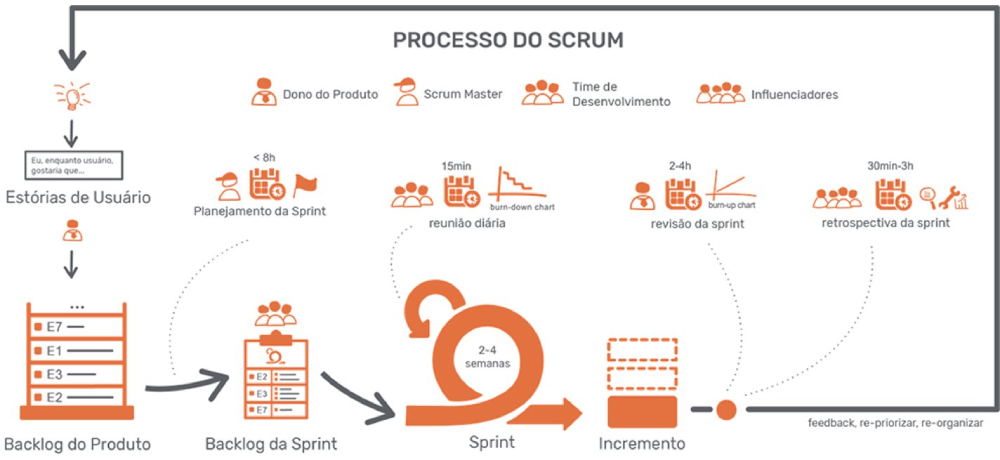 PROCESSO DO SCRUM
Dono do Produto
Scrum Master
Time de
Desenvolvimento
Influenciadores
Eu, enquanto usuário,
gostaria que...
Estórias de Usuário
< 8h
Planejamento da Sprint
15min
burn-down chart
reunião diária
2-4h
burn-up chart
revisão da sprint
30min-3h
retrospectiva da sprint
...
E7
E1
E3
E2
Backlog do Produto
E2
E3
E7
Backlog da Sprint
2-4
semanas
Sprint
Incremento
feedback, re-priorizar, re-organizar